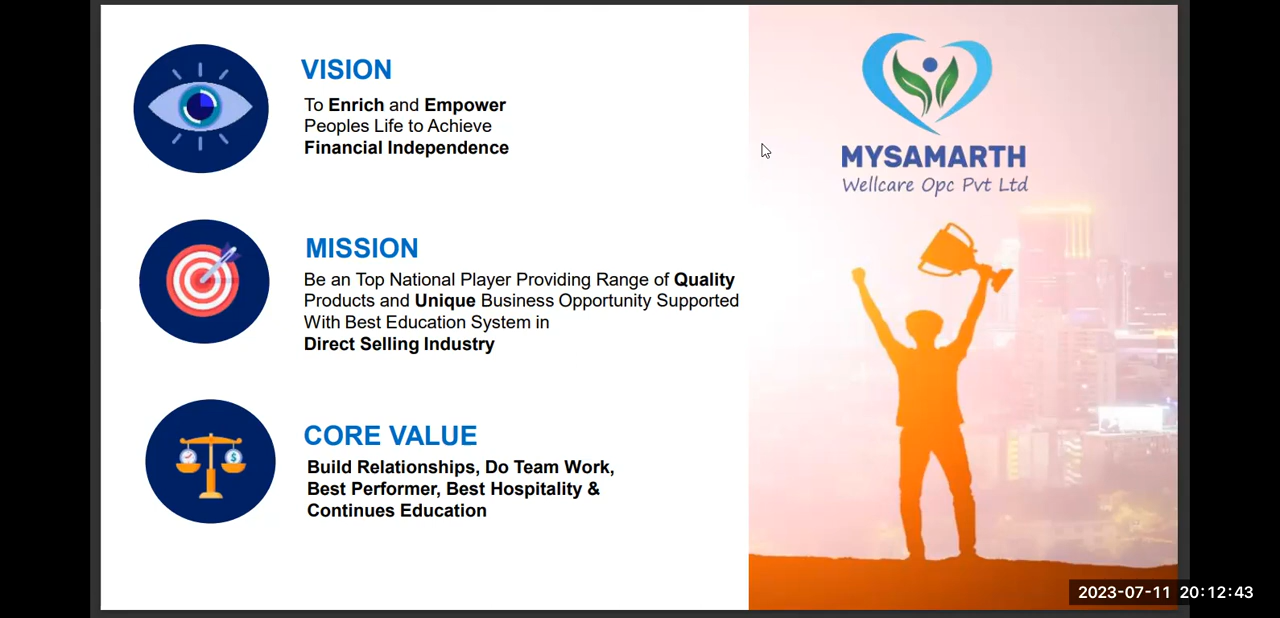 VISION
To Enrich and Empower
Peoples Life to Achieve
Financial Independence
MISSION
Be an Top National Player Providing Range of Quality
Products and Unique Business Opportunity Supported
With Best Education System in
Direct Selling Industry
CORE VALUE
Build Relationships, Do Team Work,
Best Performer, Best Hospitality &
Continues Education
MYSAMARTH
Wellcare Opc Pvt Ltd
2023-07-11 20:12:43